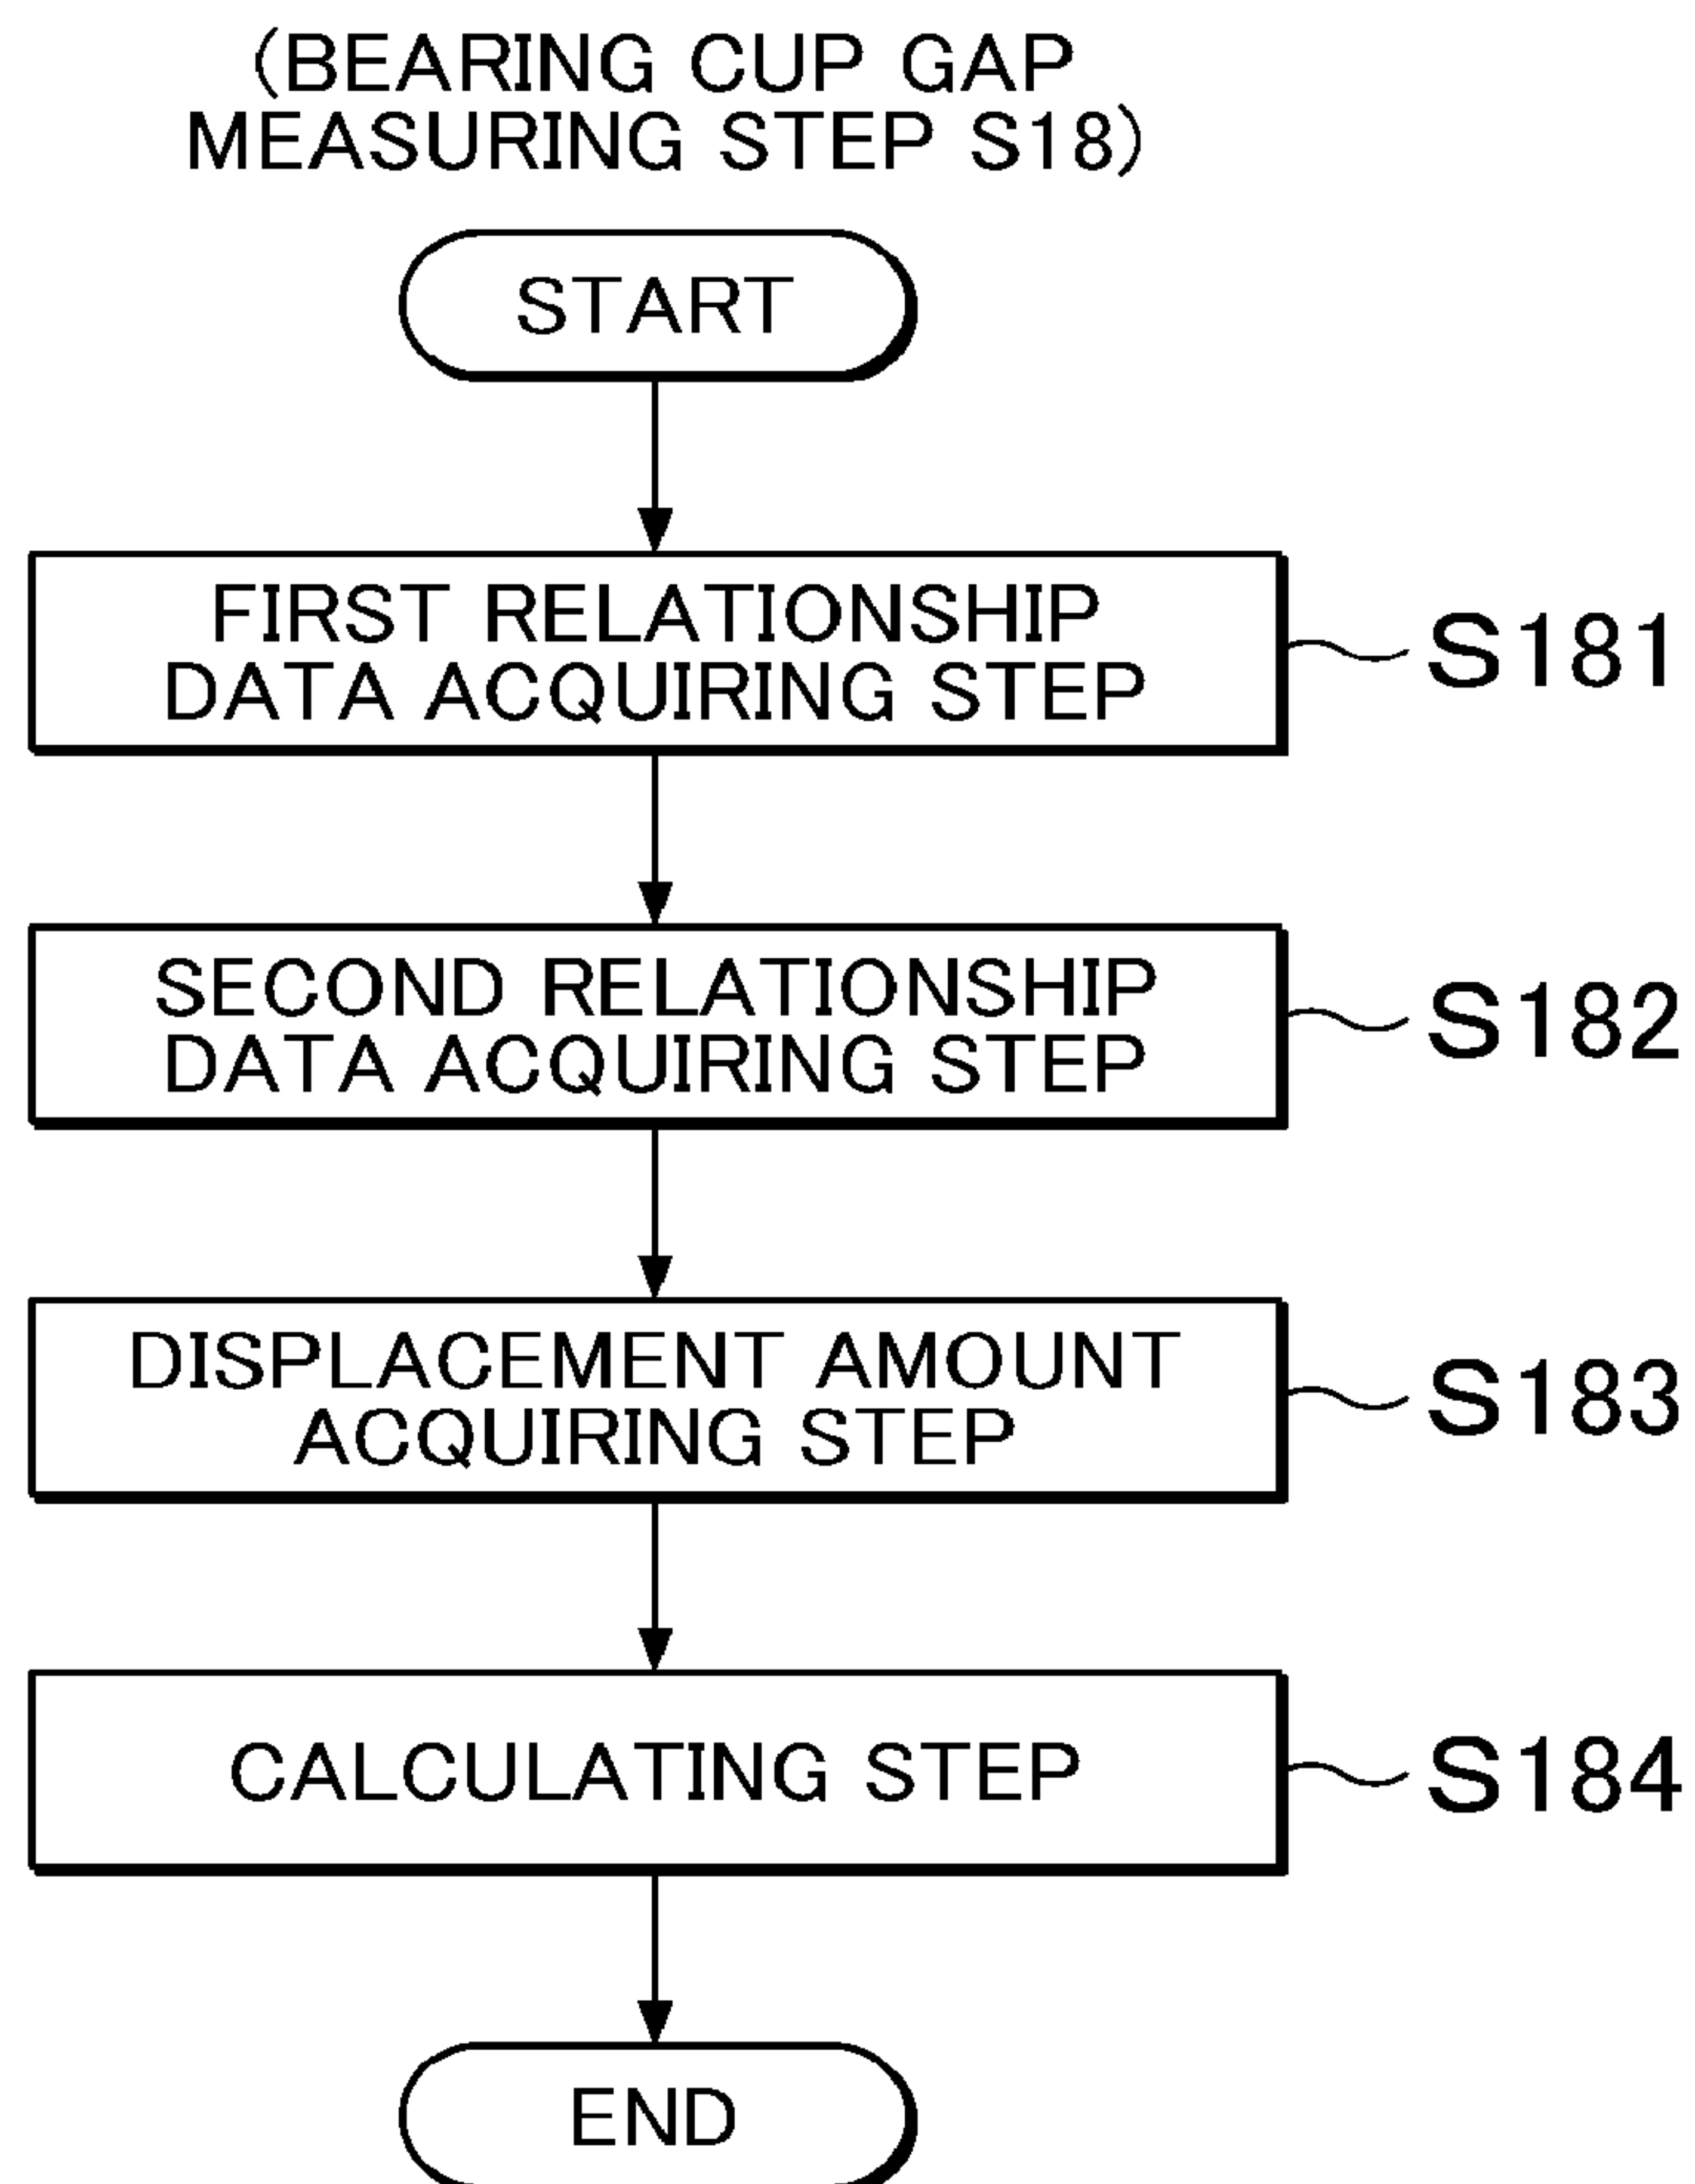 (BEARING CUP GAP
MEASURING STEP S18)
START
FIRST RELATIONSHIP
DATA ACQUIRING STEP
S181
SECOND RELATIONSHIP
DATA ACQUIRING STEP
S182
DISPLACEMENT AMOUNT
ACQUIRING STEP
S183
CALCULATING STEP
S184
END